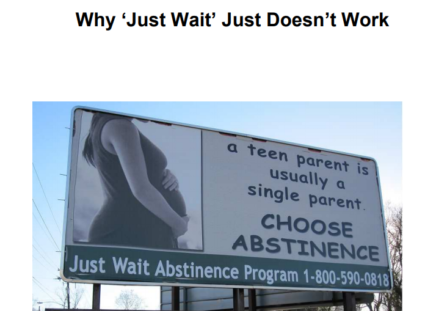 Why ‘Just Wait’ Just Doesn’t Work
a teen parent is
usually a
single parent.
CHOOSE
ABSTINENCE
Just Wait Abstinence Program 1-800-590-0818